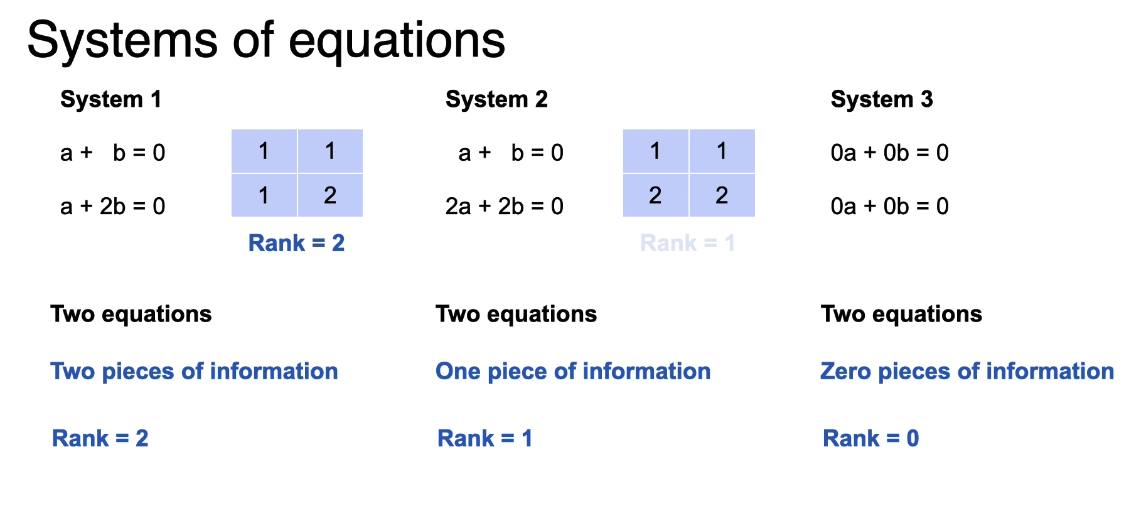 Systems of equations
System 1
a + b = 0
a + 2b = 0
1 1
1 2
Rank = 2
Two equations
Two pieces of information
Rank = 2
System 2
a + b = 0
2a + 2b = 0
1 1
2 2
Rank = 1
Two equations
One piece of information
Rank = 1
System 3
0a + 0b = 0
0a + 0b = 0
Two equations
Zero pieces of information
Rank = 0